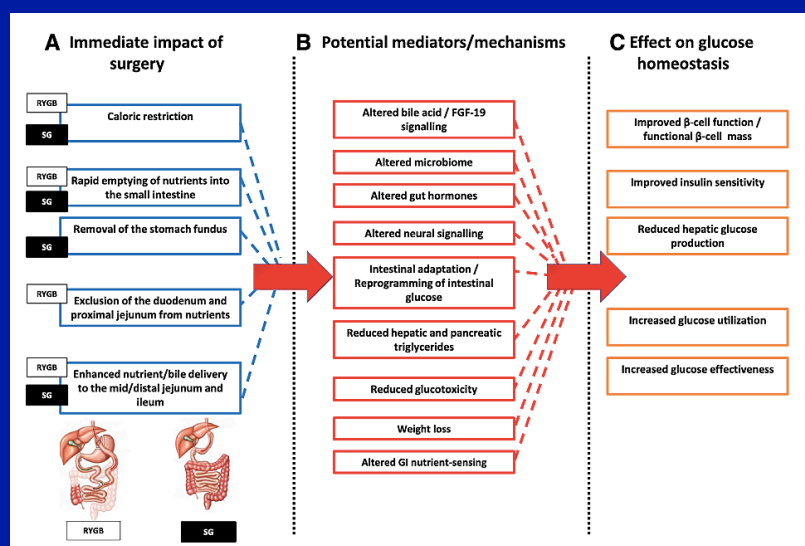 A Immediate impact of
surgery
RYGB
SG
Caloric restriction
RYGB
SG
Rapid emptying of nutrients into
the small intestine
SG
Removal of the stomach fundus
RYGB
Exclusion of the duodenum and
proximal jejunum from nutrients
RYGB
SG
Enhanced nutrient/bile delivery
to the mid/distal jejunum and
ileum
RYGB
SG
B Potential mediators/mechanisms
Altered bile acid / FGF-19
signalling
Altered microbiome
Altered gut hormones
Altered neural signalling
Intestinal adaptation /
Reprogramming of intestinal
glucose
Reduced hepatic and pancreatic
triglycerides
Reduced glucotoxicity
Weight loss
Altered GI nutrient-sensing
C Effect on glucose
homeostasis
Improved β-cell function /
functional β-cell mass
Improved insulin sensitivity
Reduced hepatic glucose
production
Increased glucose utilization
Increased glucose effectiveness